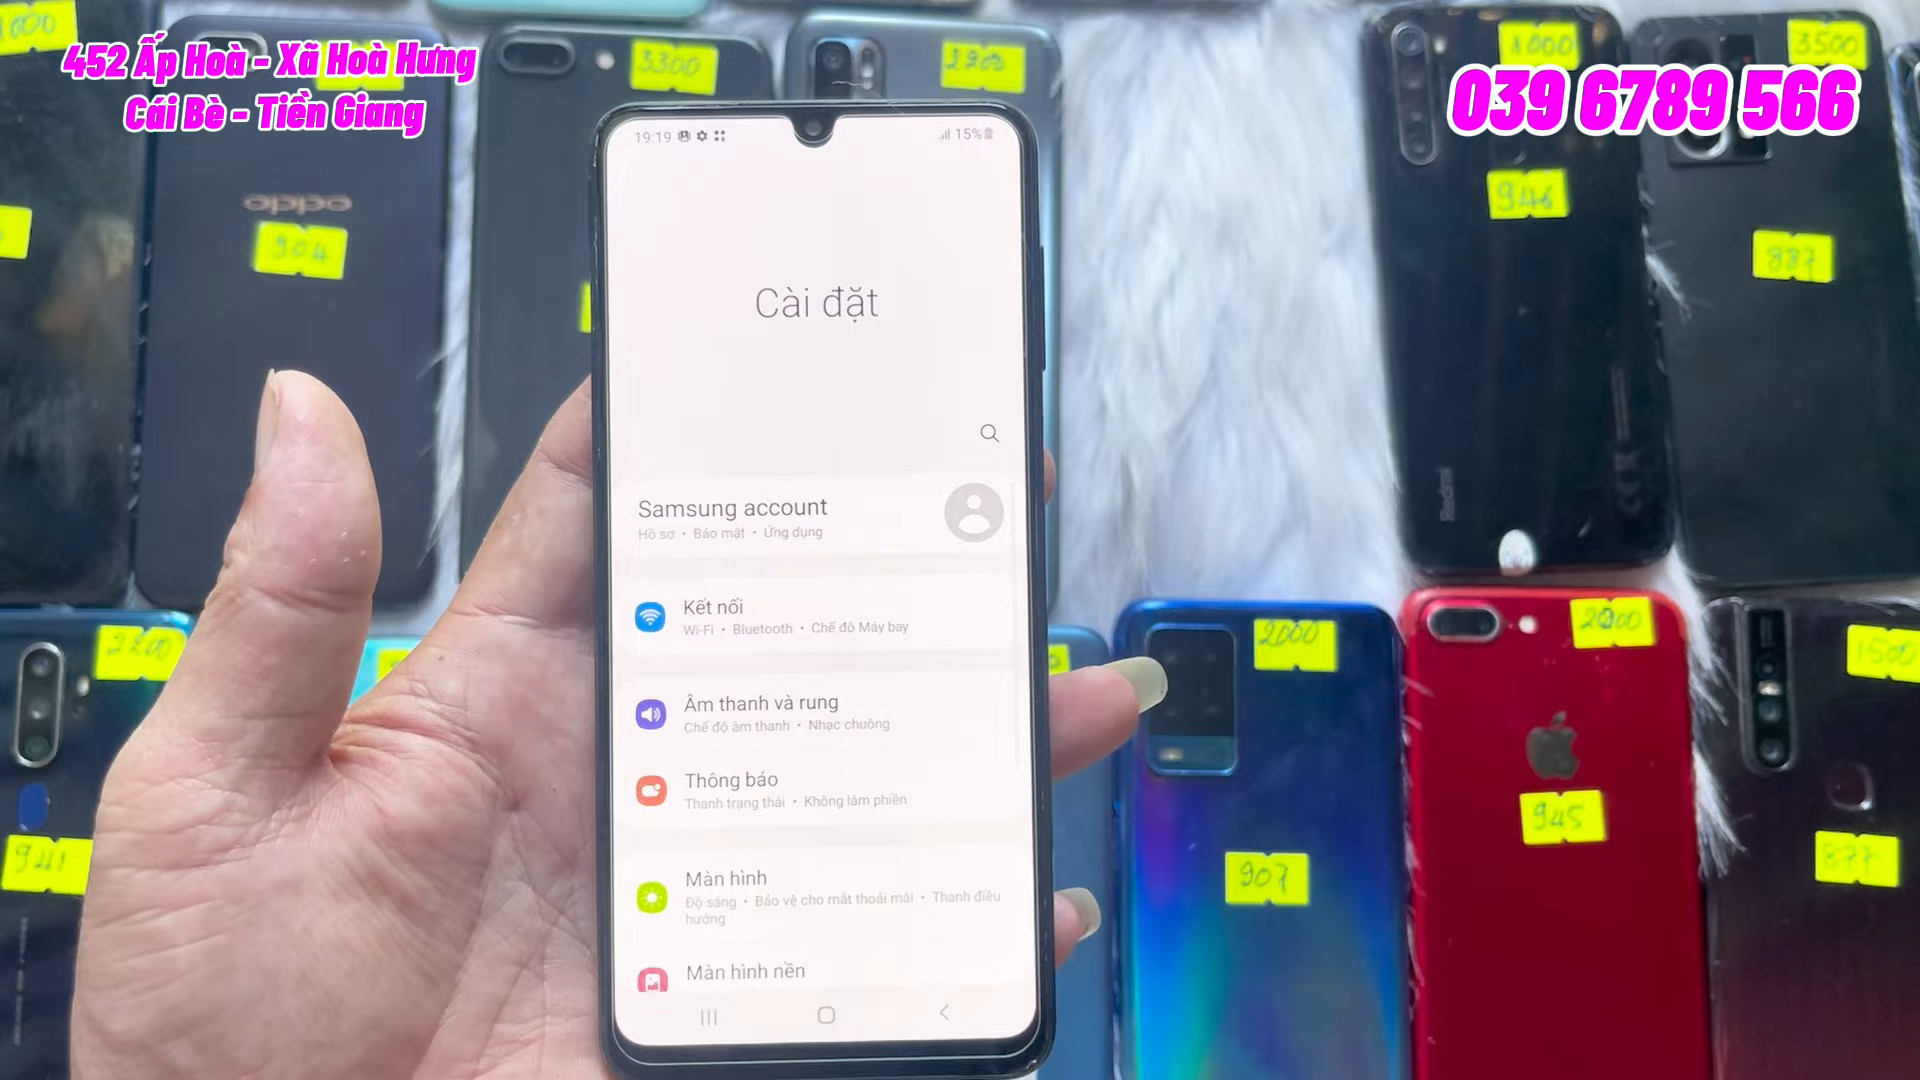 452 Ấp Hoà - Xã Hoà Hưng
Cái Bè - Tiền Giang
039 6789 566
3300
2200
1000
3500
oppo
904
946
887
19:19
15%
Cài đặt
Samsung account
Hồ sơ • Bảo mật • Ứng dụng
Kết nối
Wi-Fi • Bluetooth • Chế độ Máy bay
Âm thanh và rung
Chế độ âm thanh • Nhạc chuông
Thông báo
Thanh trạng thái • Không làm phiền
Màn hình
Độ sáng • Bảo vệ cho mắt thoải mái • Thanh điều
hướng
Màn hình nền
Redmi
2200
2000
2000
1500
941
907
945
877